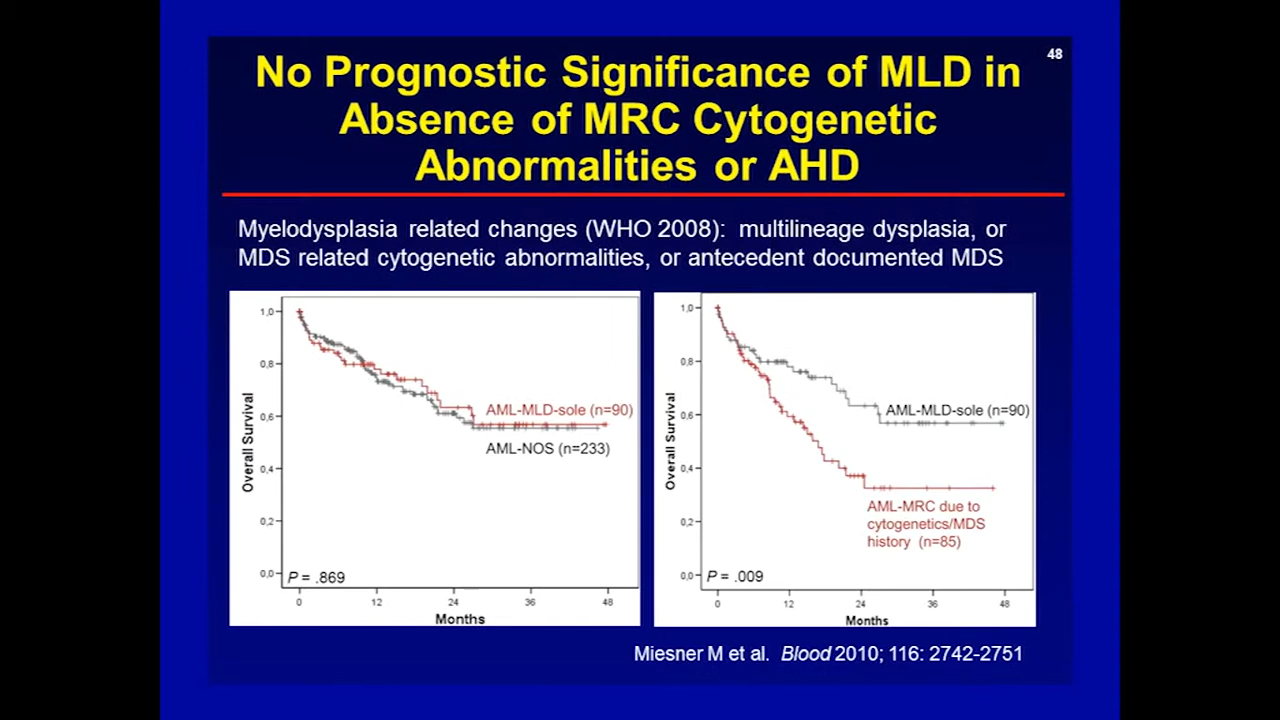 48
No Prognostic Significance of MLD in
Absence of MRC Cytogenetic
Abnormalities or AHD
Myelodysplasia related changes (WHO 2008): multilineage dysplasia, or
MDS related cytogenetic abnormalities, or antecedent documented MDS
1,0
0,8
0,6
0,4
0,2
0,0
Overall Survival
AML-MLD-sole (n=90)
AML-NOS (n=233)
P = .869
0 12 24 36 48
Months
1,0
0,8
0,6
0,4
0,2
0,0
Overall Survival
AML-MLD-sole (n=90)
AML-MRC due to
cytogenetics/MDS
history (n=85)
P = .009
0 12 24 36 48
Months
Miesner M et al. Blood 2010; 116: 2742-2751